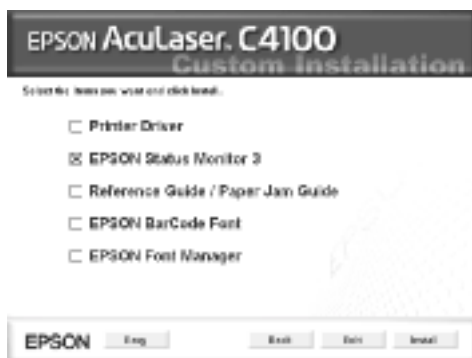 EPSON AcuLaser C4100
Custom Installation
Select the items you want and click Install.
Printer Driver
EPSON Status Monitor 3
Reference Guide / Paper Jam Guide
EPSON BarCode Font
EPSON Font Manager
EPSON
Back Exit Install